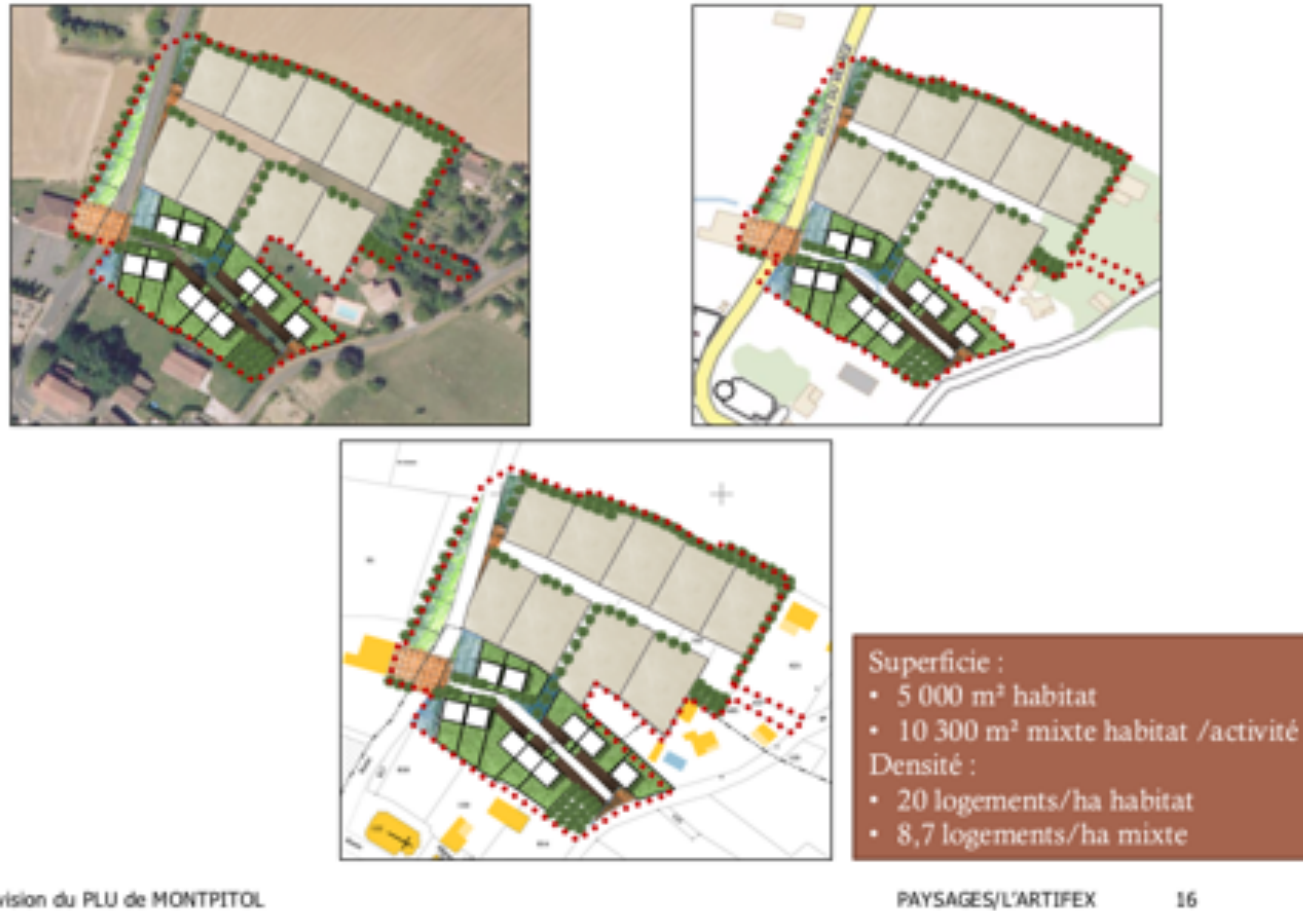 Superficie :
• 5 000 m² habitat
• 10 300 m² mixte habitat /activité
Densité :
• 20 logements/ha habitat
• 8,7 logements/ha mixte
vision du PLU de MONTPITOL
PAYSAGES/L'ARTIFEX 16